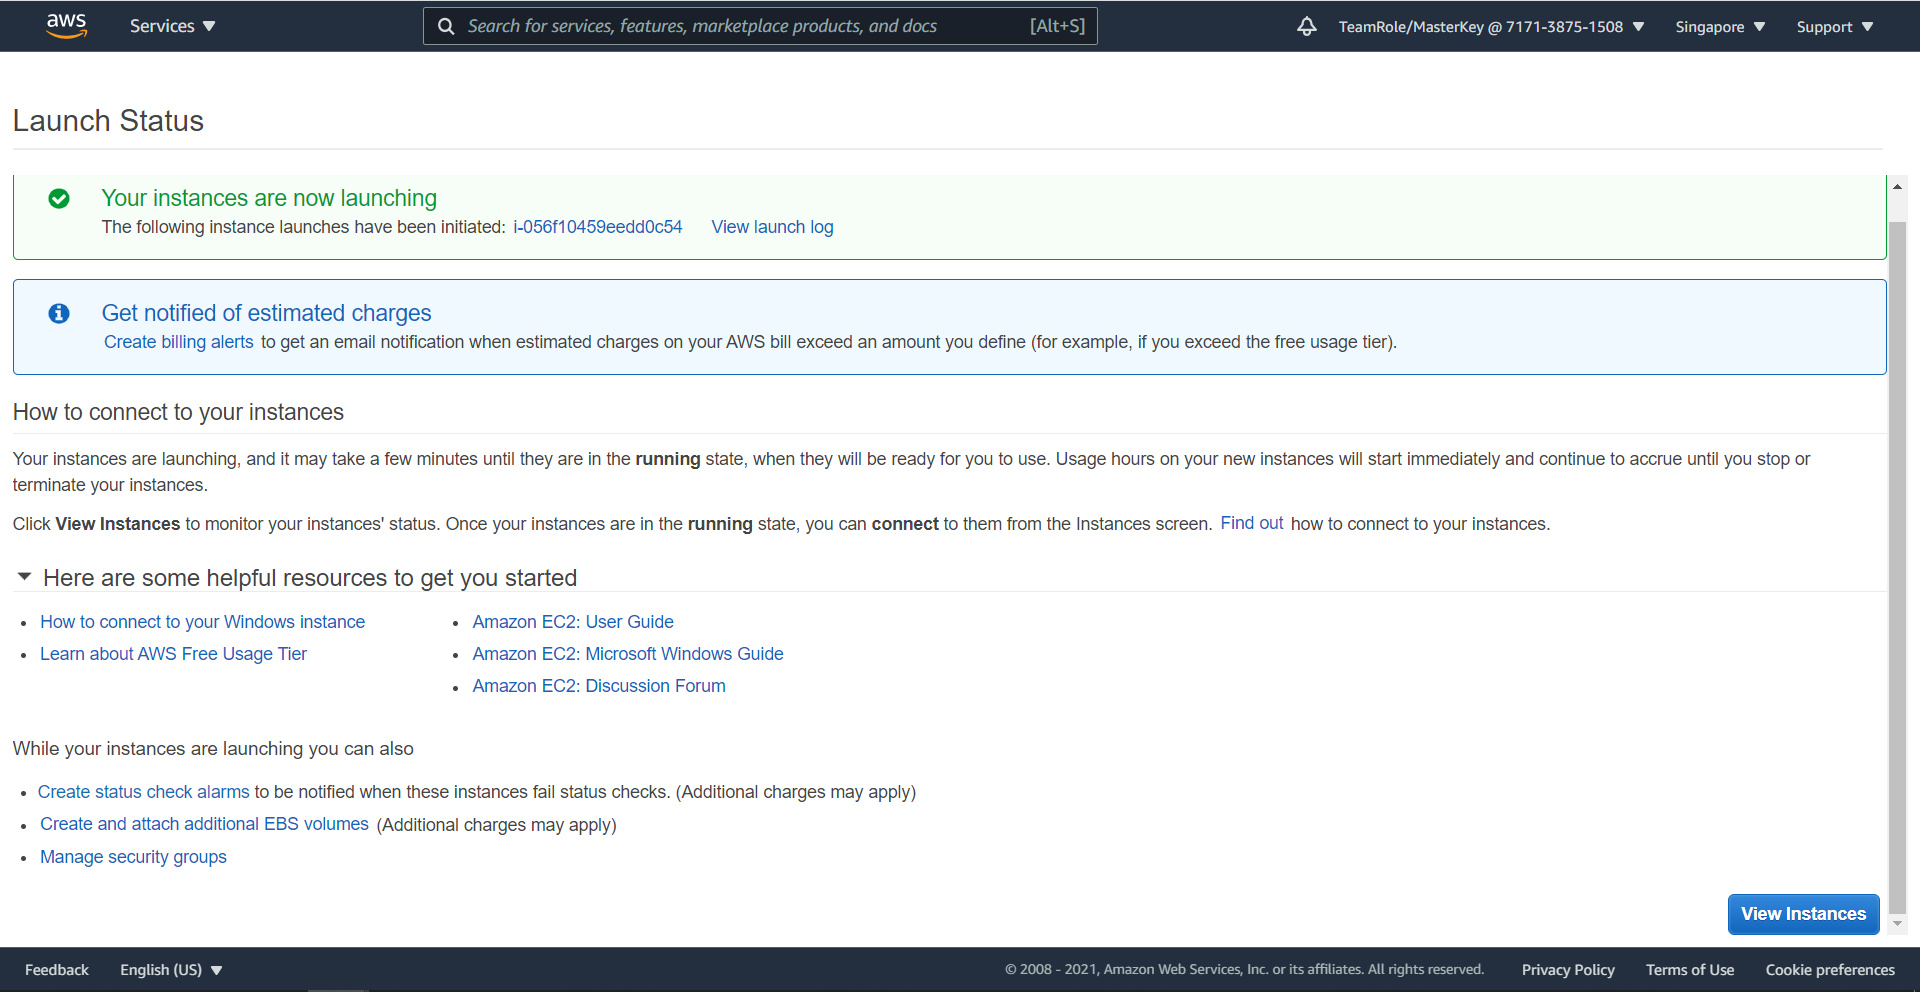 aws
Services
Search for services, features, marketplace products, and docs [Alt+S]
TeamRole/MasterKey @ 7171-3875-1508
Singapore
Support
Launch Status
Your instances are now launching
The following instance launches have been initiated: i-056f10459eedd0c54 View launch log
Get notified of estimated charges
Create billing alerts to get an email notification when estimated charges on your AWS bill exceed an amount you define (for example, if you exceed the free usage tier).
How to connect to your instances
Your instances are launching, and it may take a few minutes until they are in the running state, when they will be ready for you to use. Usage hours on your new instances will start immediately and continue to accrue until you stop or
terminate your instances.
Click View Instances to monitor your instances' status. Once your instances are in the running state, you can connect to them from the Instances screen. Find out how to connect to your instances.
Here are some helpful resources to get you started
How to connect to your Windows instance
Learn about AWS Free Usage Tier
Amazon EC2: User Guide
Amazon EC2: Microsoft Windows Guide
Amazon EC2: Discussion Forum
While your instances are launching you can also
Create status check alarms to be notified when these instances fail status checks. (Additional charges may apply)
Create and attach additional EBS volumes (Additional charges may apply)
Manage security groups
View Instances
Feedback
English (US)
© 2008 - 2021, Amazon Web Services, Inc. or its affiliates. All rights reserved.
Privacy Policy
Terms of Use
Cookie preferences